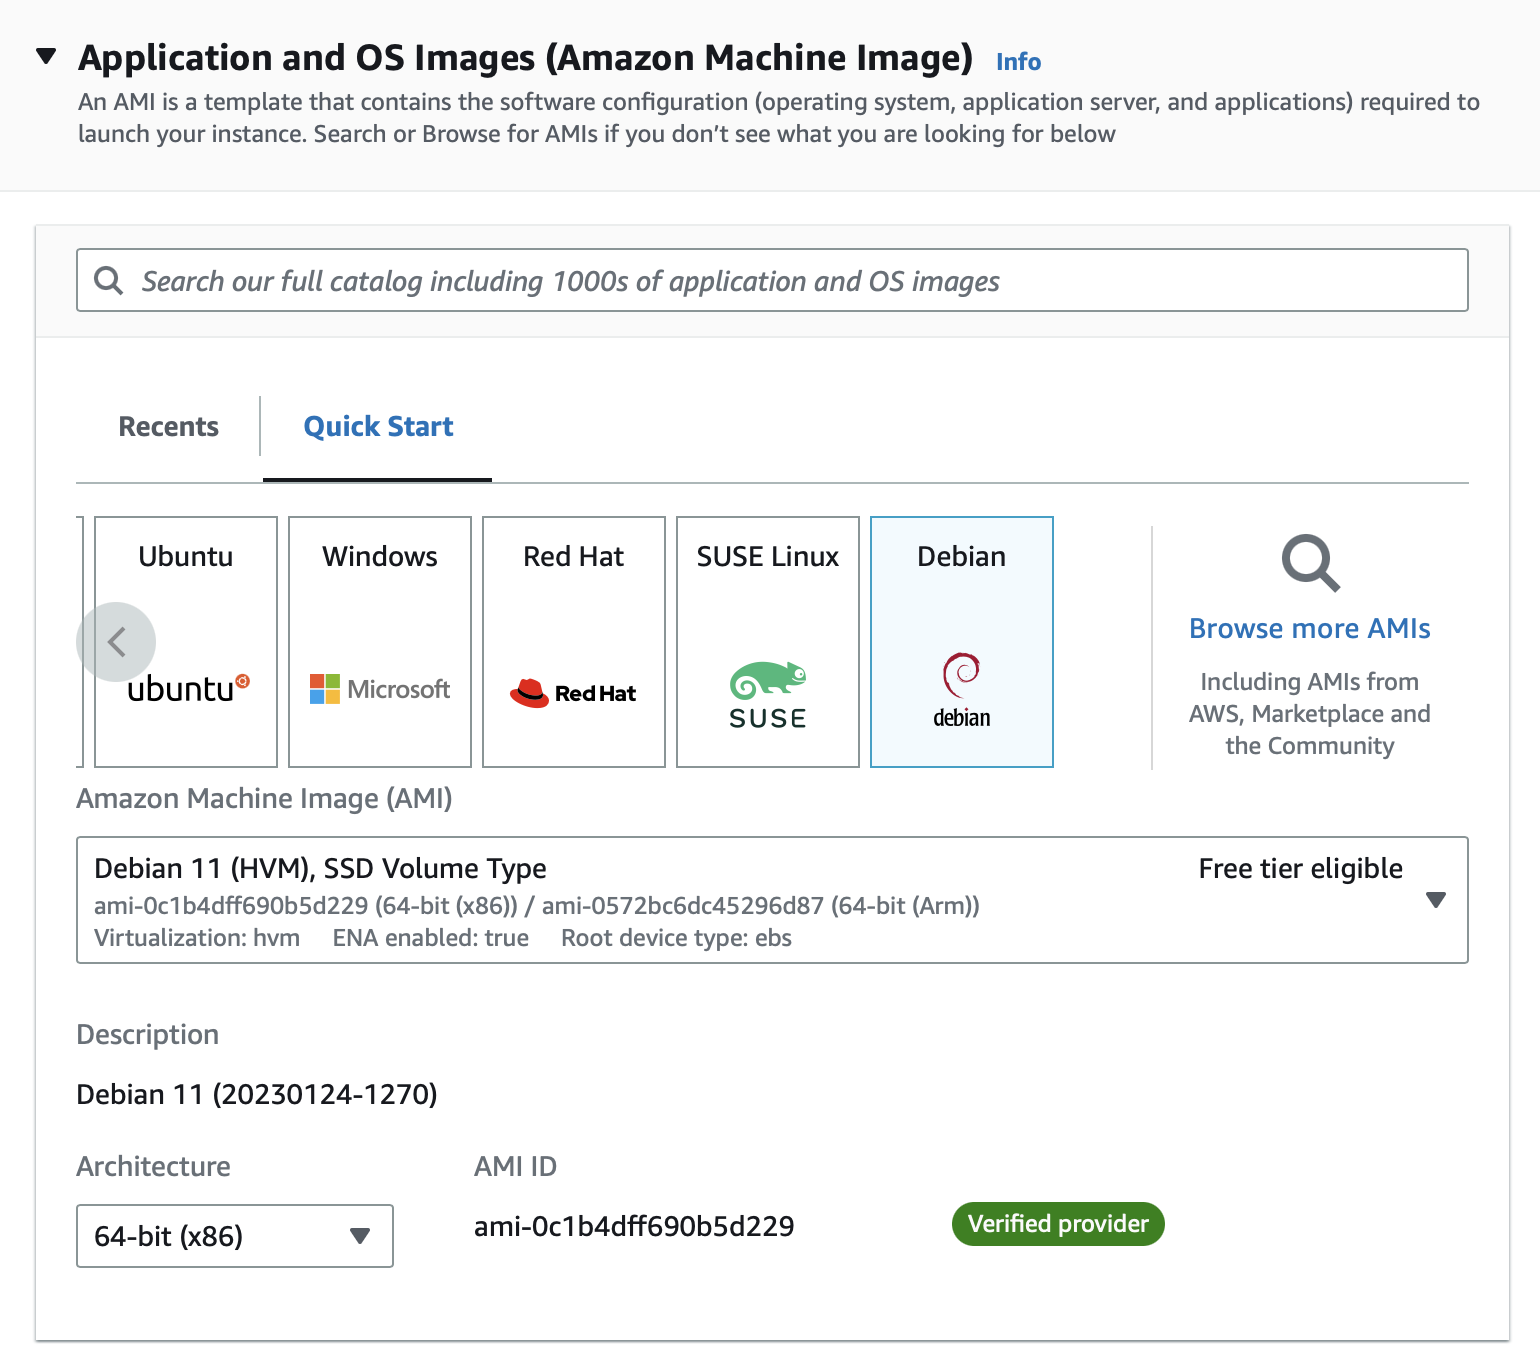 Application and OS Images (Amazon Machine Image) Info
An AMI is a template that contains the software configuration (operating system, application server, and applications) required to
launch your instance. Search or Browse for AMIs if you don’t see what you are looking for below
Search our full catalog including 1000s of application and OS images
Recents Quick Start
Ubuntu Windows Red Hat SUSE Linux Debian
ubuntu Microsoft Red Hat SUSE debian
Browse more AMIs
Including AMIs from
AWS, Marketplace and
the Community
Amazon Machine Image (AMI)
Debian 11 (HVM), SSD Volume Type Free tier eligible
ami-0c1b4dff690b5d229 (64-bit (x86)) / ami-0572bc6dc45296d87 (64-bit (Arm))
Virtualization: hvm ENA enabled: true Root device type: ebs
Description
Debian 11 (20230124-1270)
Architecture AMI ID
64-bit (x86) ami-0c1b4dff690b5d229 Verified provider